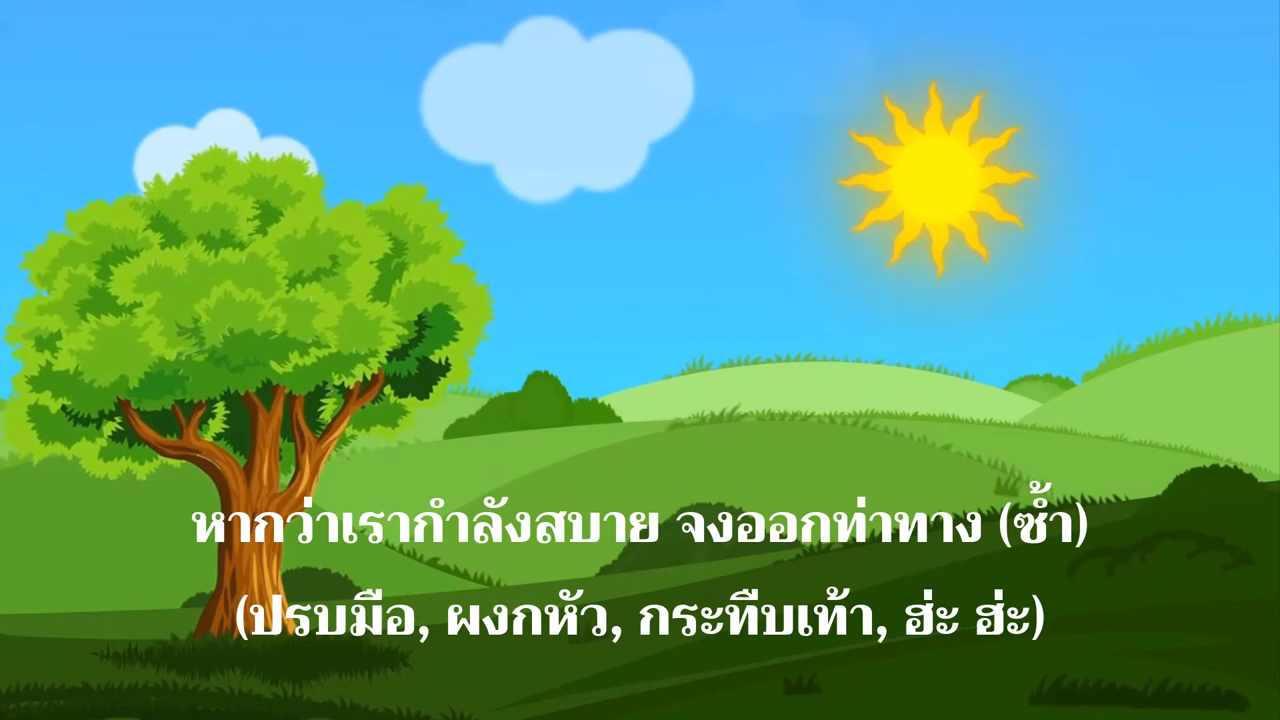 หากว่าเรากำลังสบาย จงออกท่าทาง (ซ้ำ)
(ปรบมือ, ผงกหัว, กระทืบเท้า, ฮ่ะ ฮ่ะ)